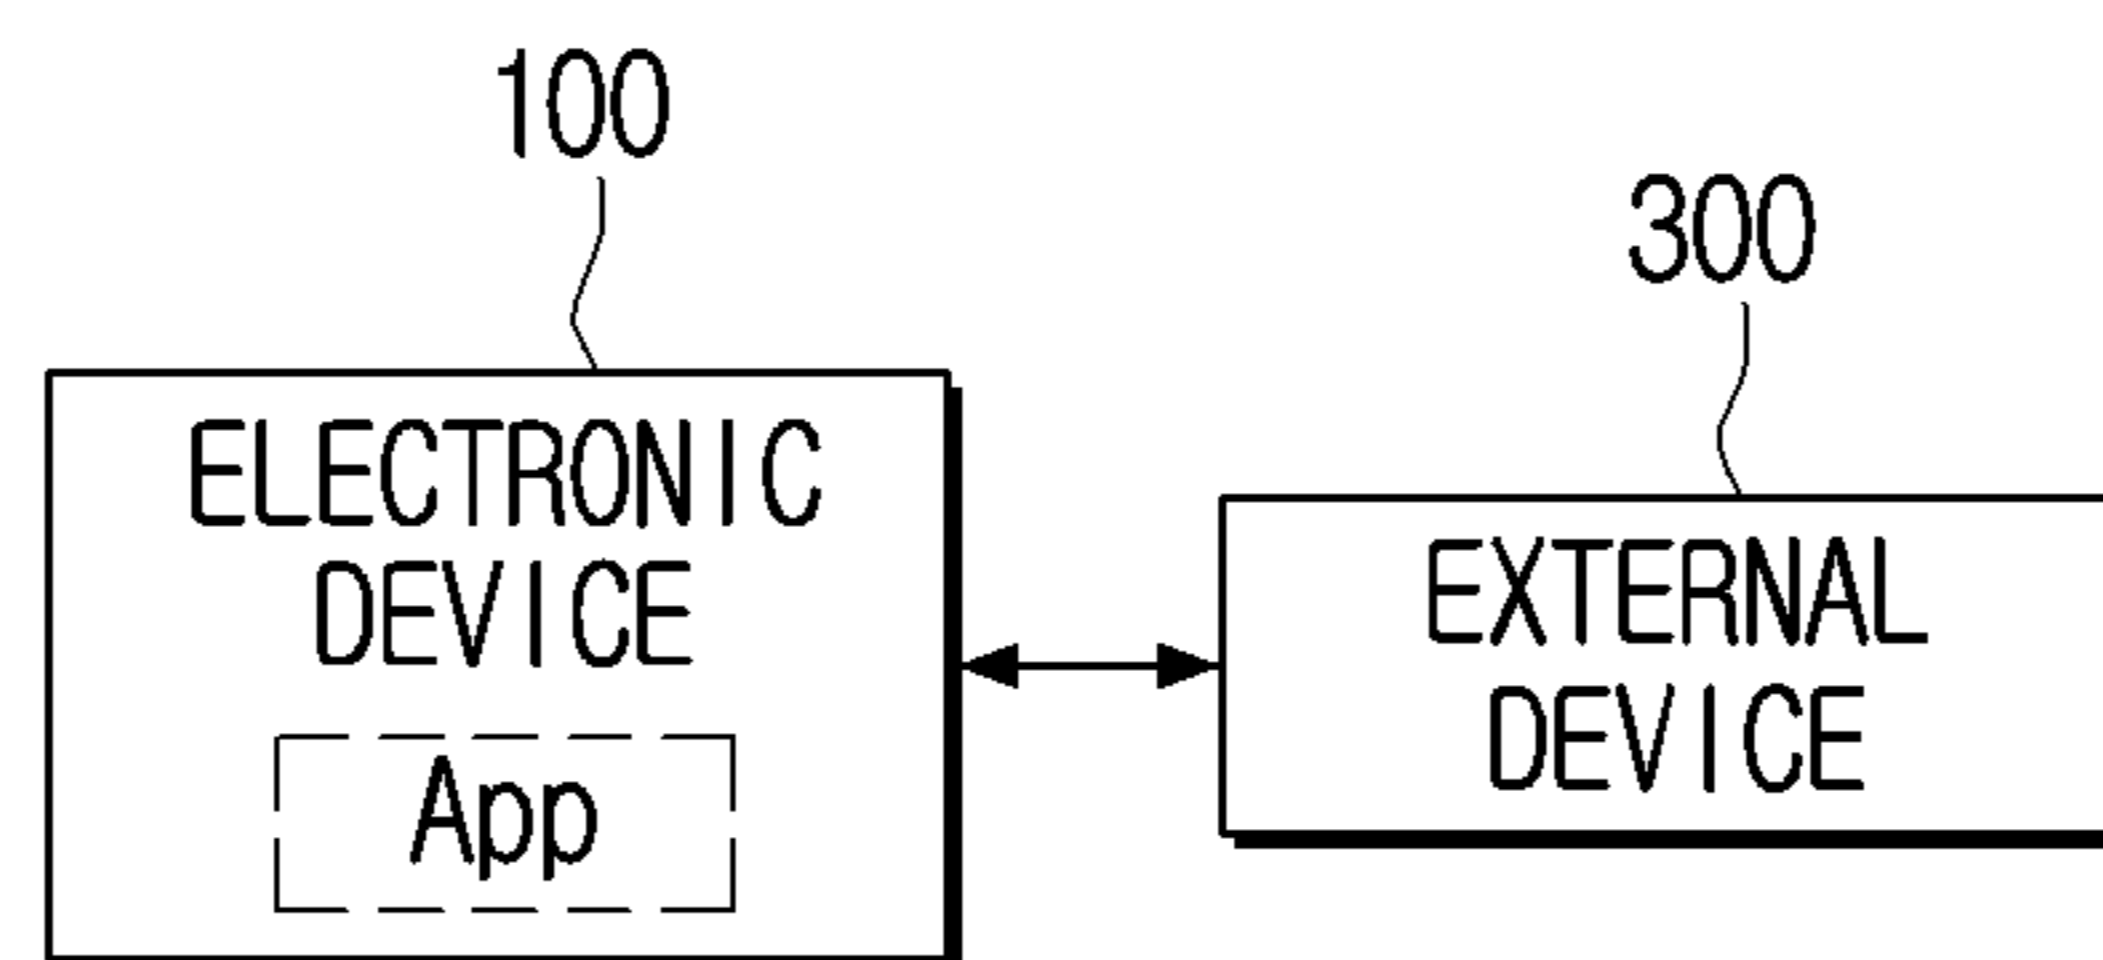 100
300
ELECTRONIC
DEVICE
App
EXTERNAL
DEVICE